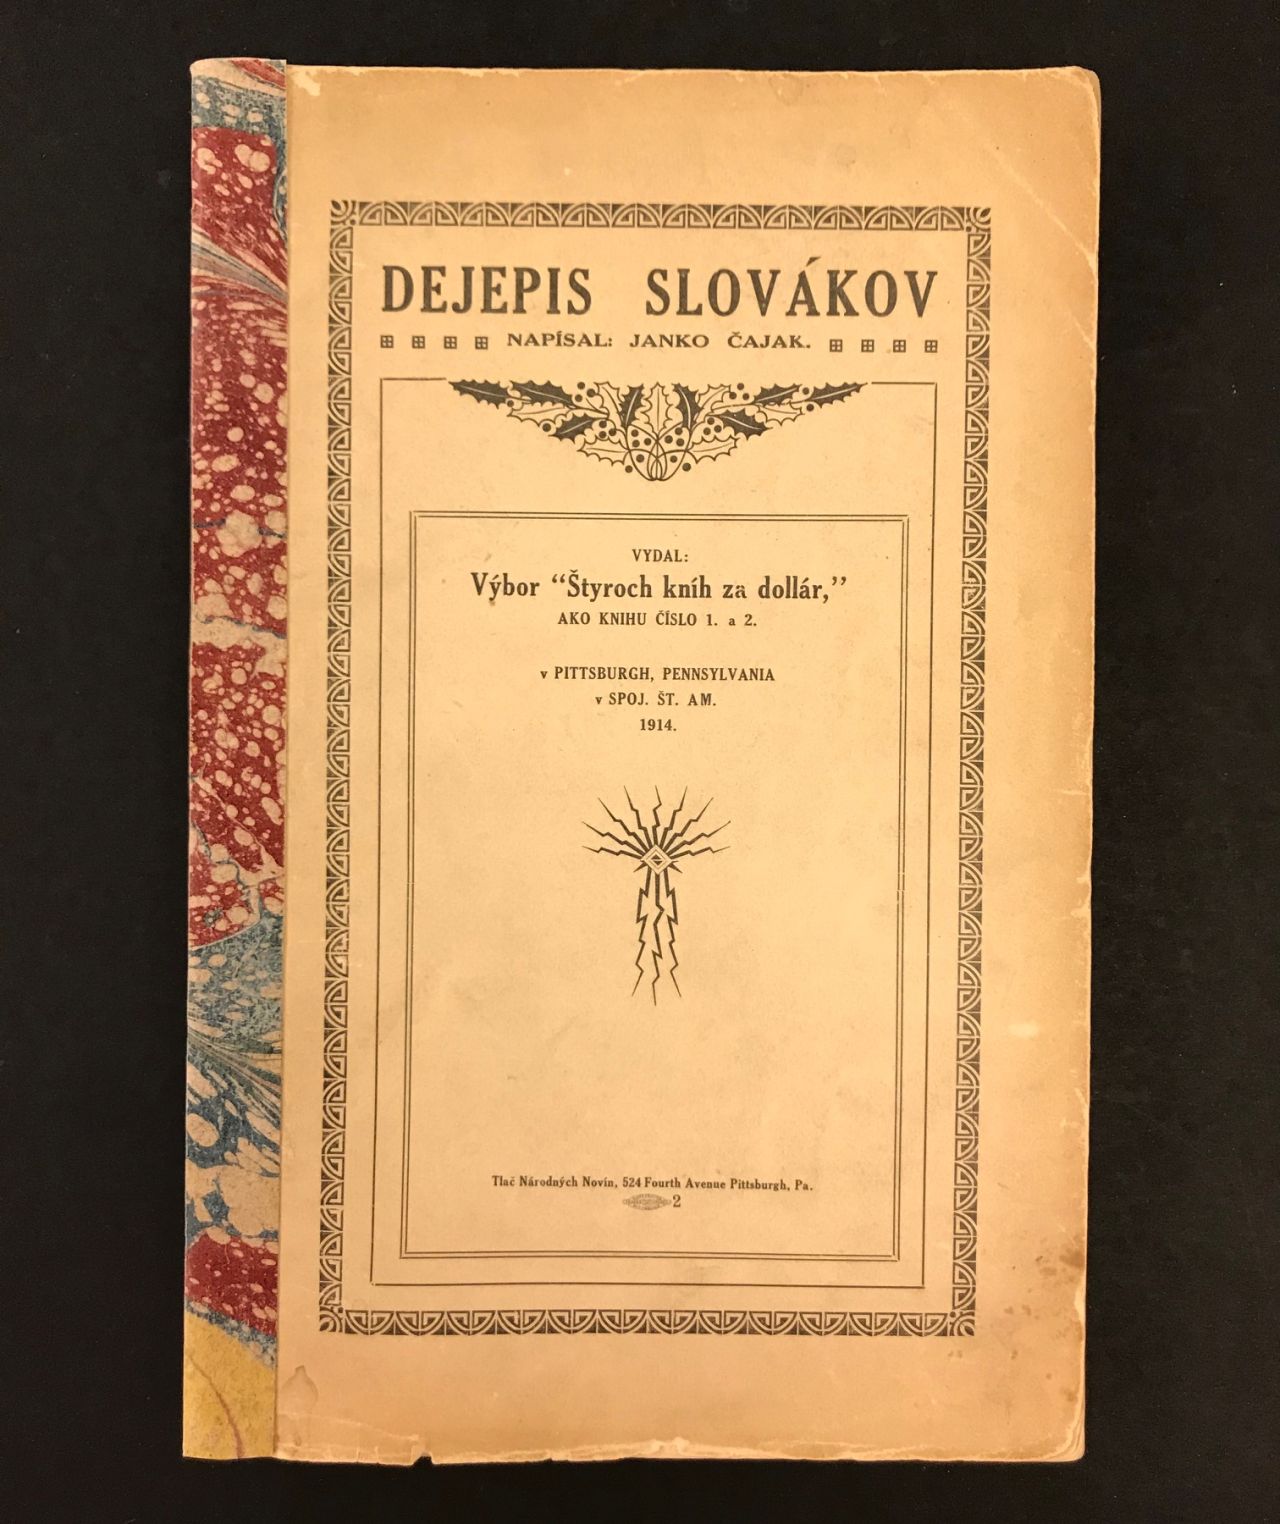 DEJEPIS SLOVÁKOV
NAPÍSAL: JANKO ČAJAK.
VYDAL:
Výbor “Štyroch kníh za dollár,”
AKO KNIHU ČÍSLO 1. a 2.
v PITTSBURGH, PENNSYLVANIA
v SPOJ. ŠT. AM.
1914.
Tlač Národných Novín, 524 Fourth Avenue Pittsburgh, Pa.
2